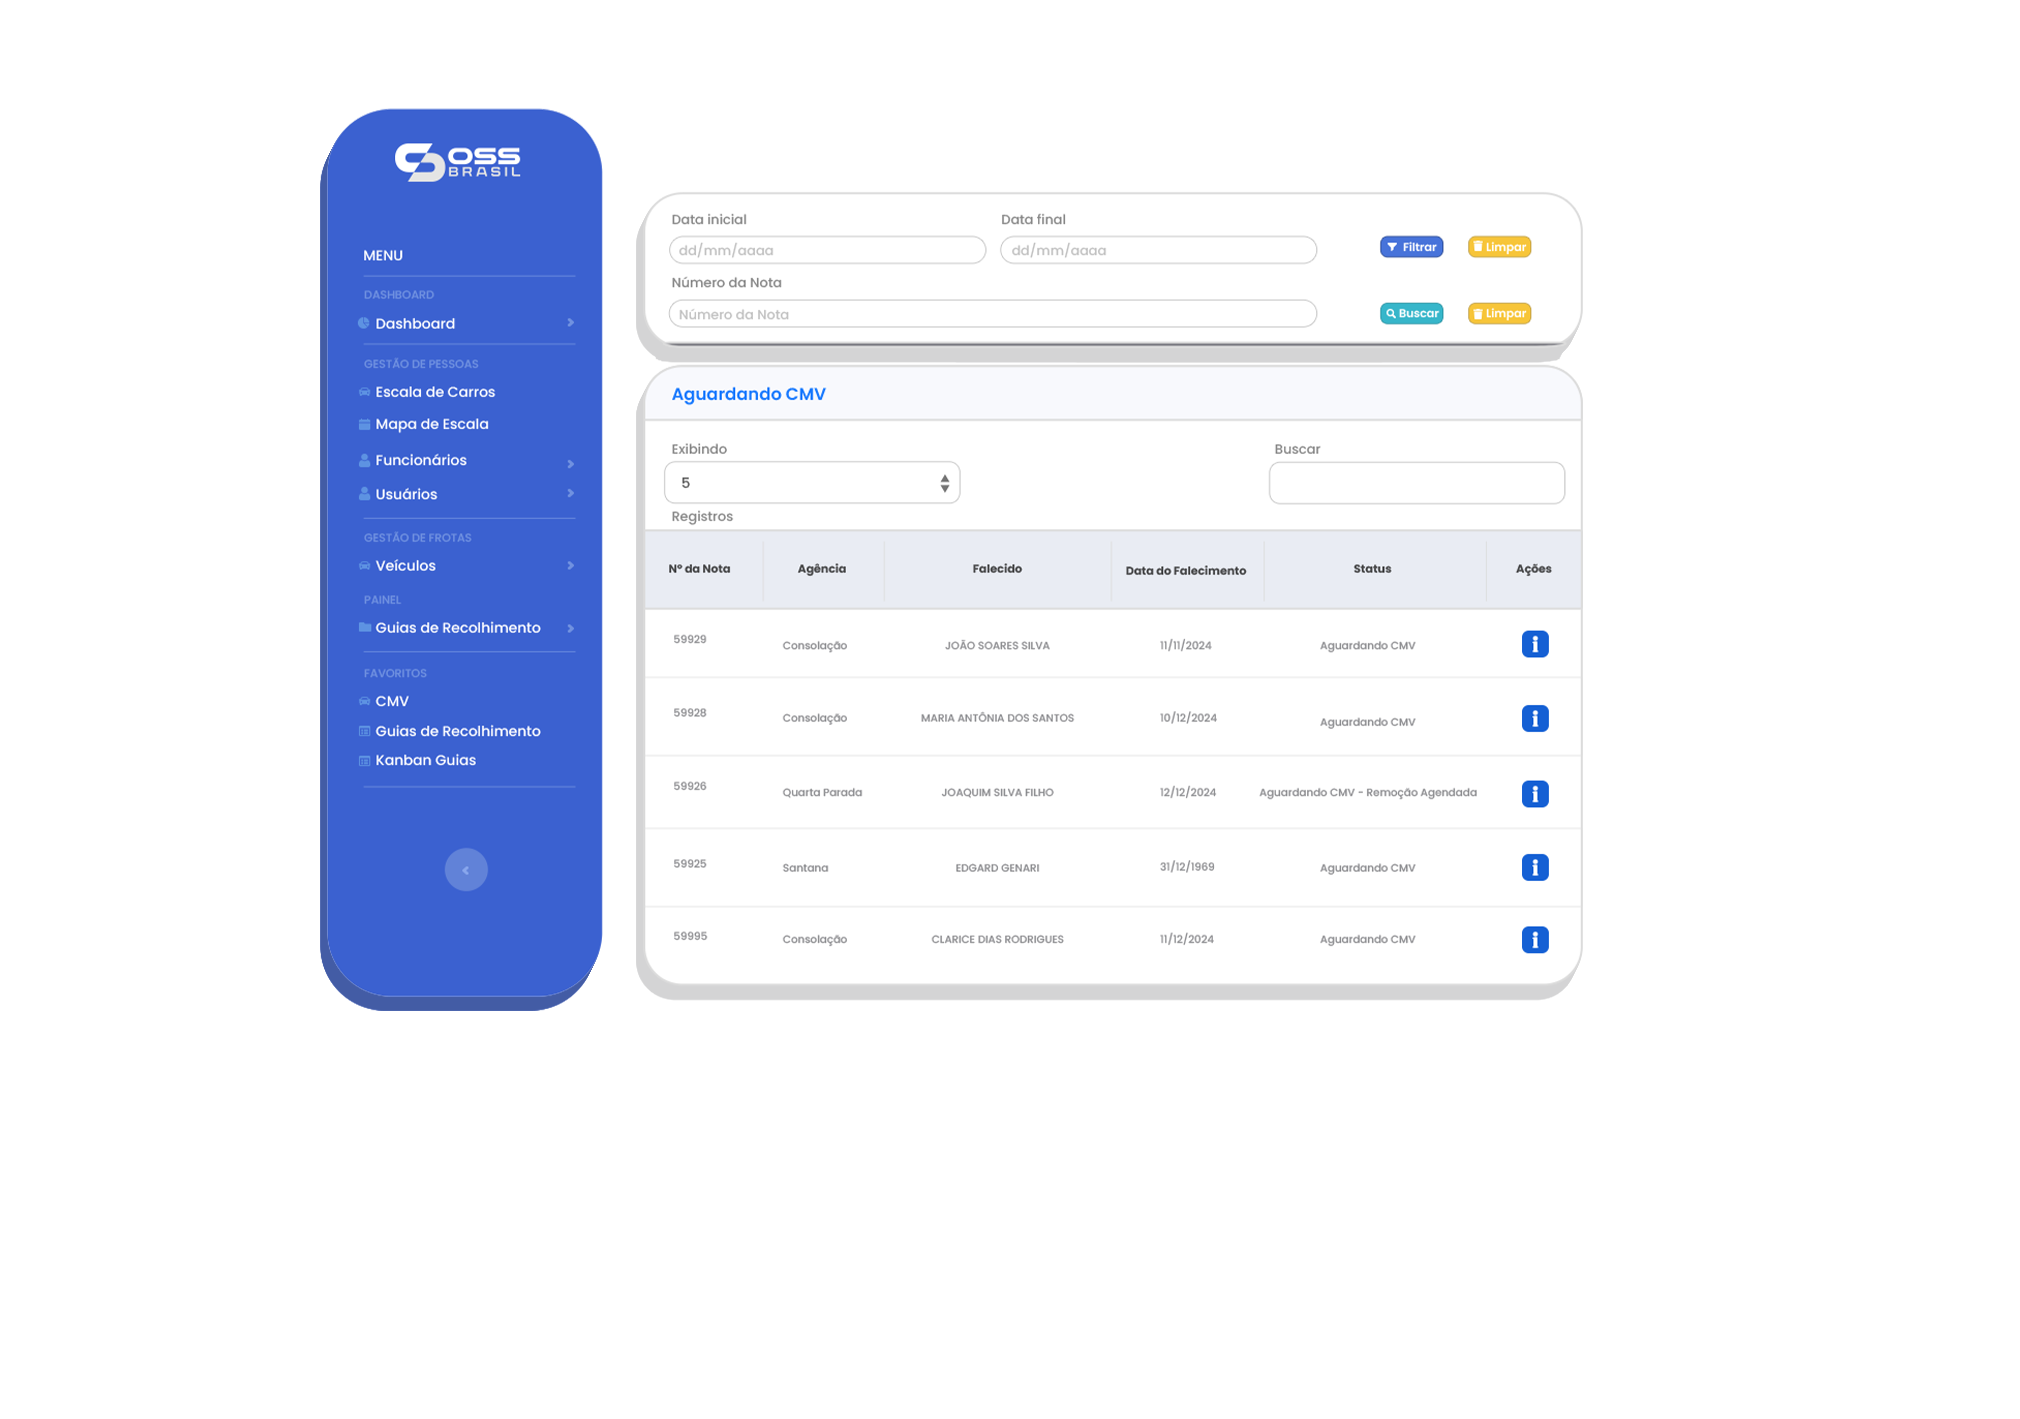 OSS
BRASIL
MENU
DASHBOARD
Dashboard
GESTÃO DE PESSOAS
Escala de Carros
Mapa de Escala
Funcionários
Usuários
GESTÃO DE FROTAS
Veículos
PAINEL
Guias de Recolhimento
FAVORITOS
CMV
Guias de Recolhimento
Kanban Guias
Data inicial Data final
dd/mm/aaaa dd/mm/aaaa Filtrar Limpar
Número da Nota
Número da Nota Buscar Limpar
Aguardando CMV
Exibindo Buscar
5
Registros
Nº da Nota Agência Falecido Data do Falecimento Status Ações
59929 Consolação JOÃO SOARES SILVA 11/11/2024 Aguardando CMV
59928 Consolação MARIA ANTÔNIA DOS SANTOS 10/12/2024 Aguardando CMV
59926 Quarta Parada JOAQUIM SILVA FILHO 12/12/2024 Aguardando CMV - Remoção Agendada
59925 Santana EDGARD GENARI 31/12/1969 Aguardando CMV
59995 Consolação CLARICE DIAS RODRIGUES 11/12/2024 Aguardando CMV